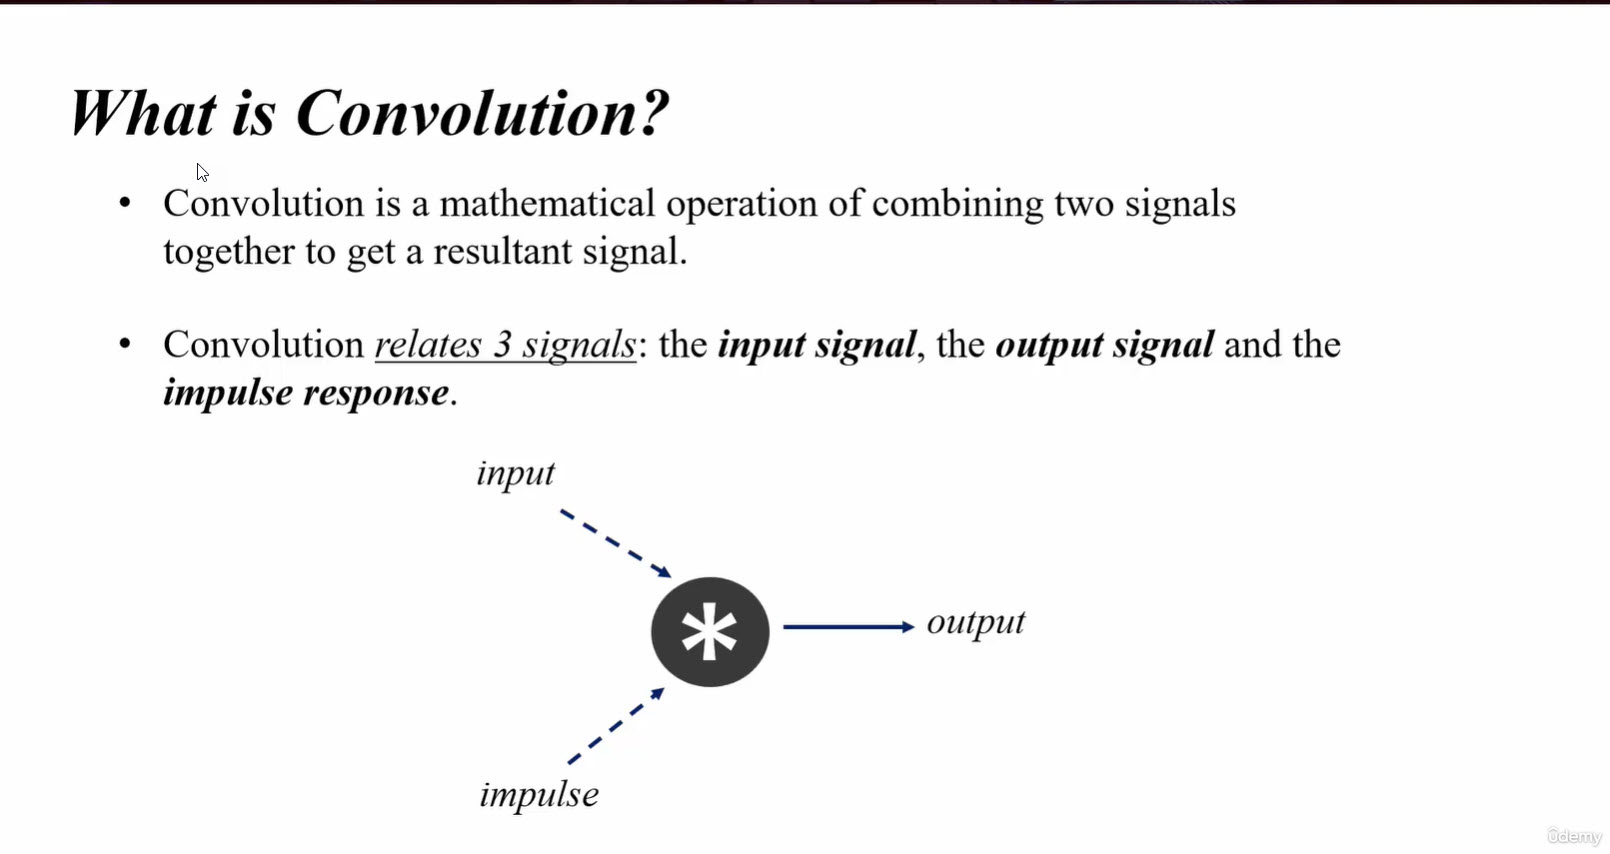 What is Convolution?
• Convolution is a mathematical operation of combining two signals
together to get a resultant signal.
• Convolution relates 3 signals: the input signal, the output signal and the
impulse response.
input
*
output
impulse
ûdemy